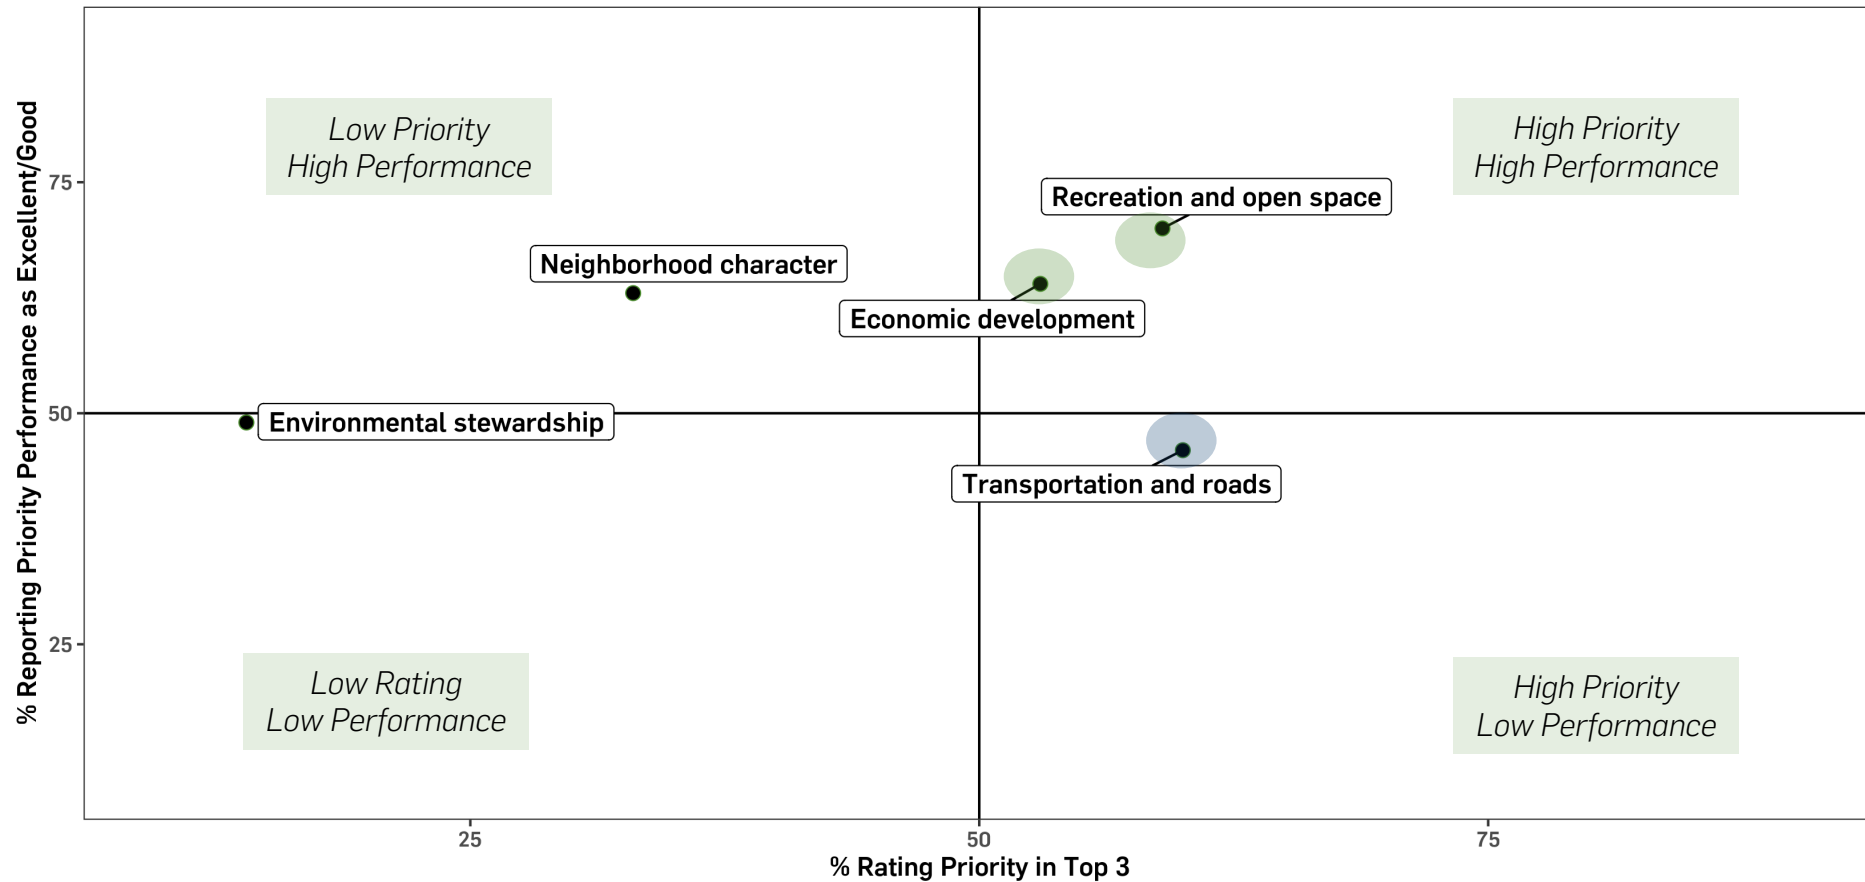 Low Priority
High Performance
High Priority
High Performance
75
Recreation and open space
Neighborhood character
Economic development
50
Environmental stewardship
Transportation and roads
25
Low Rating
Low Performance
High Priority
Low Performance
% Reporting Priority Performance as Excellent/Good
25
50
75
% Rating Priority in Top 3